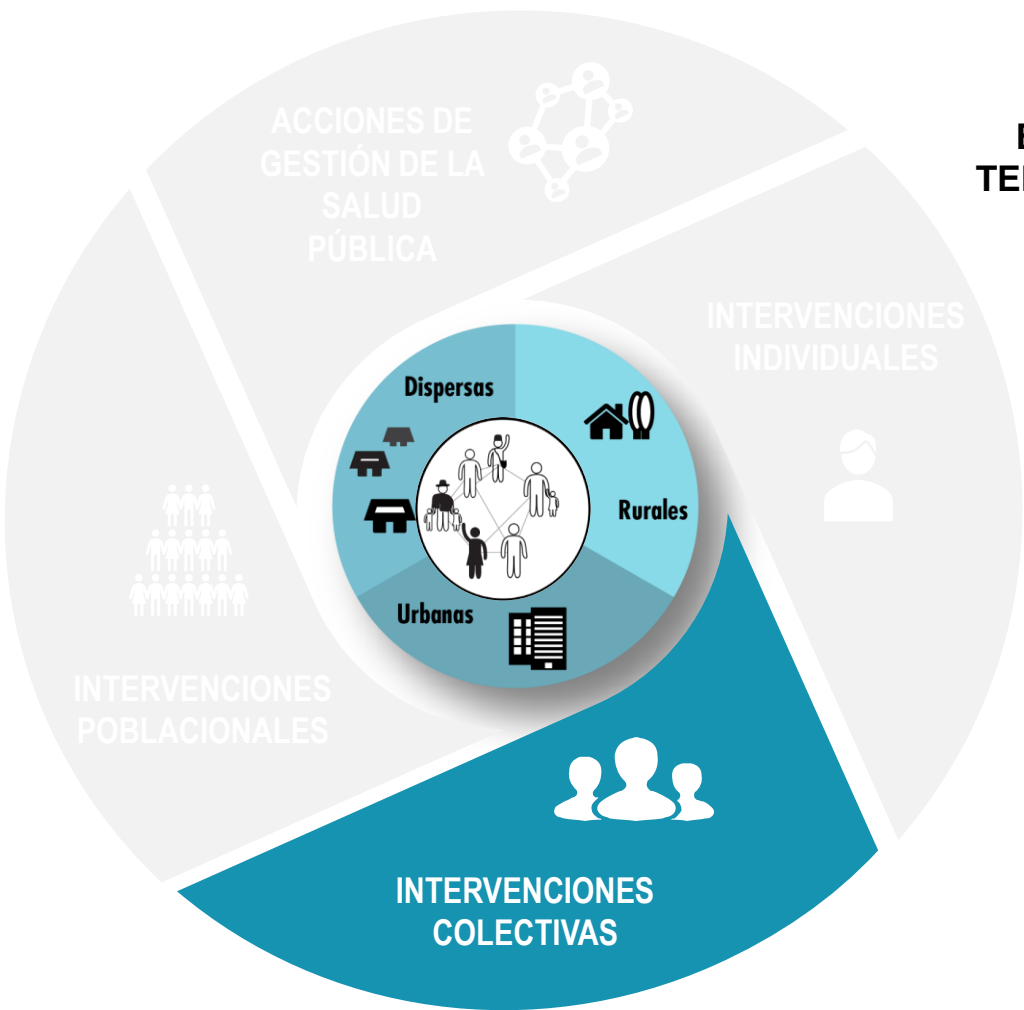 ACCIONES DE
GESTIÓN DE LA
SALUD
PÚBLICA
INTERVENCIONES
INDIVIDUALES
Dispersas
Rurales
Urbanas
INTERVENCIONES
POBLACIONALES
INTERVENCIONES
COLECTIVAS